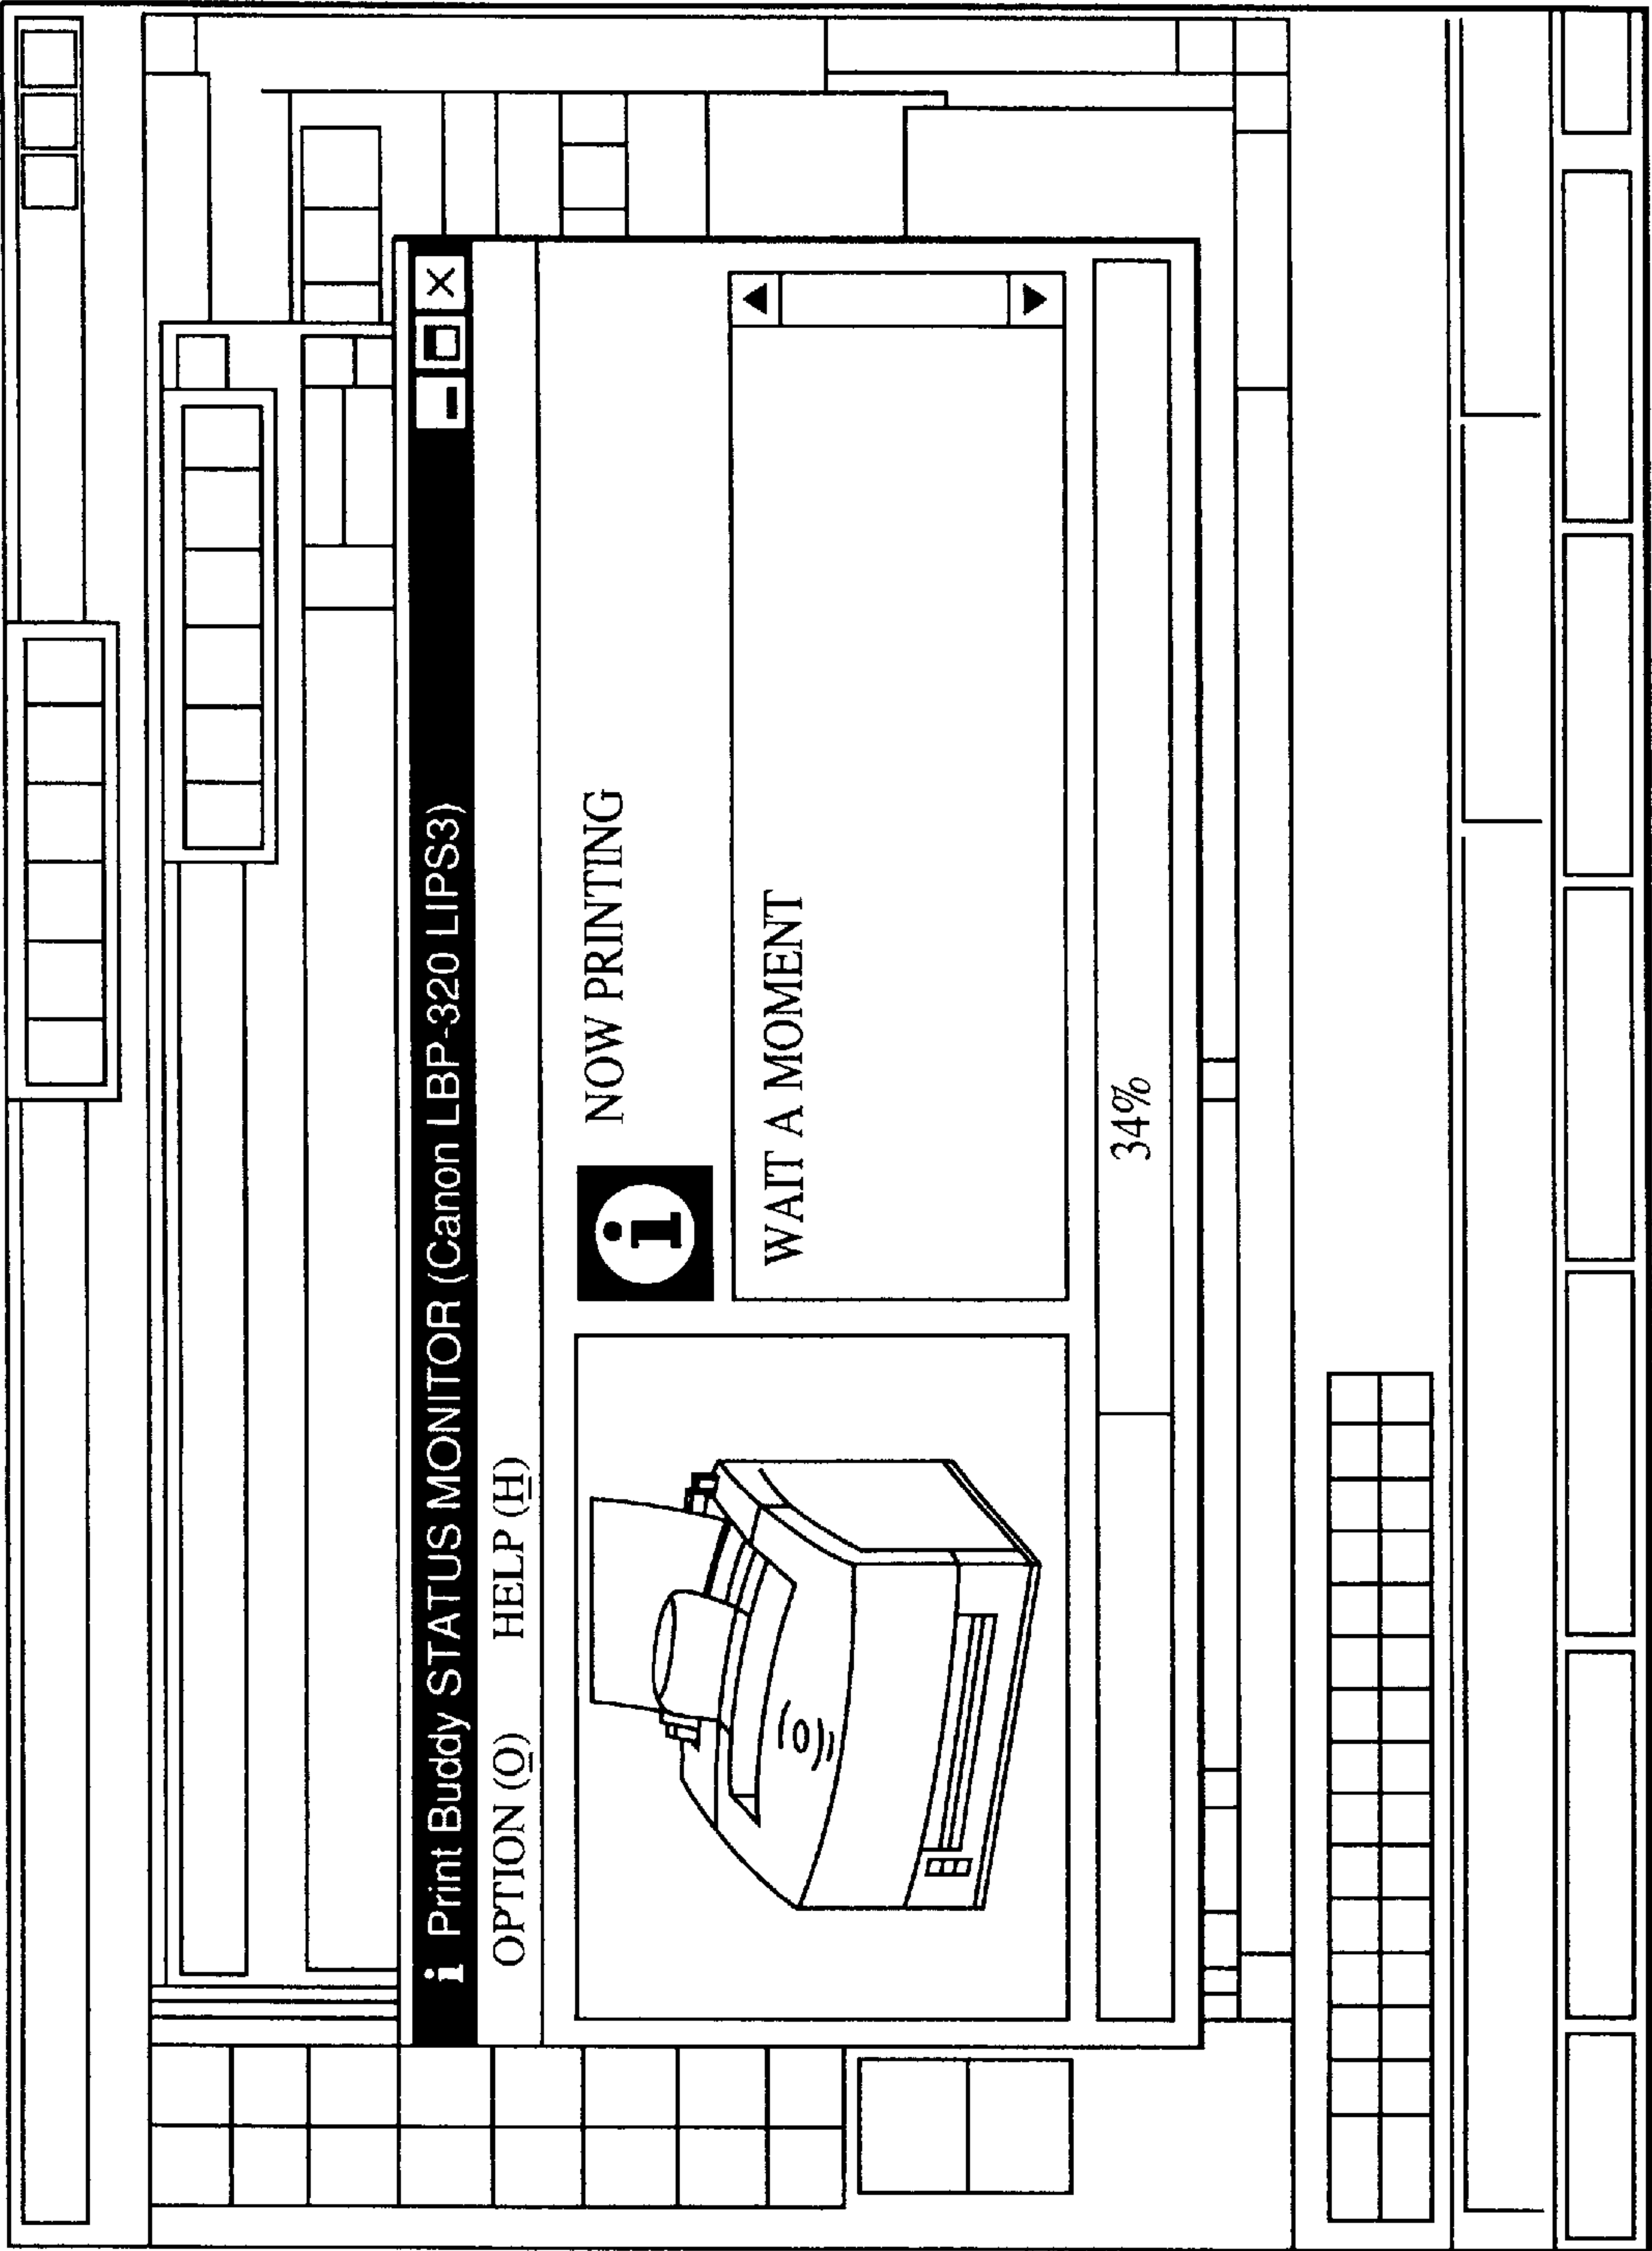 i Print Buddy STATUS MONITOR (Canon LBP-320 LIPS3)
OPTION (O) HELP (H)
i NOW PRINTING
WAIT A MOMENT
34%